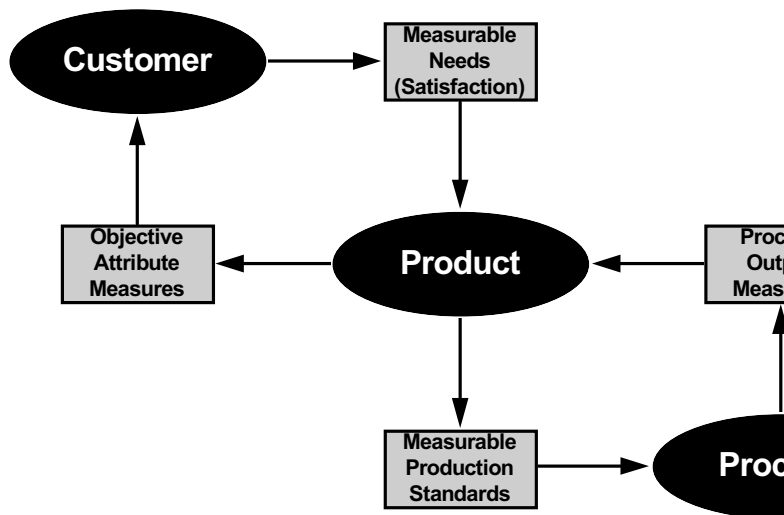 Customer
Measurable
Needs
(Satisfaction)
Objective
Attribute
Measures
Product
Measurable
Production
Standards